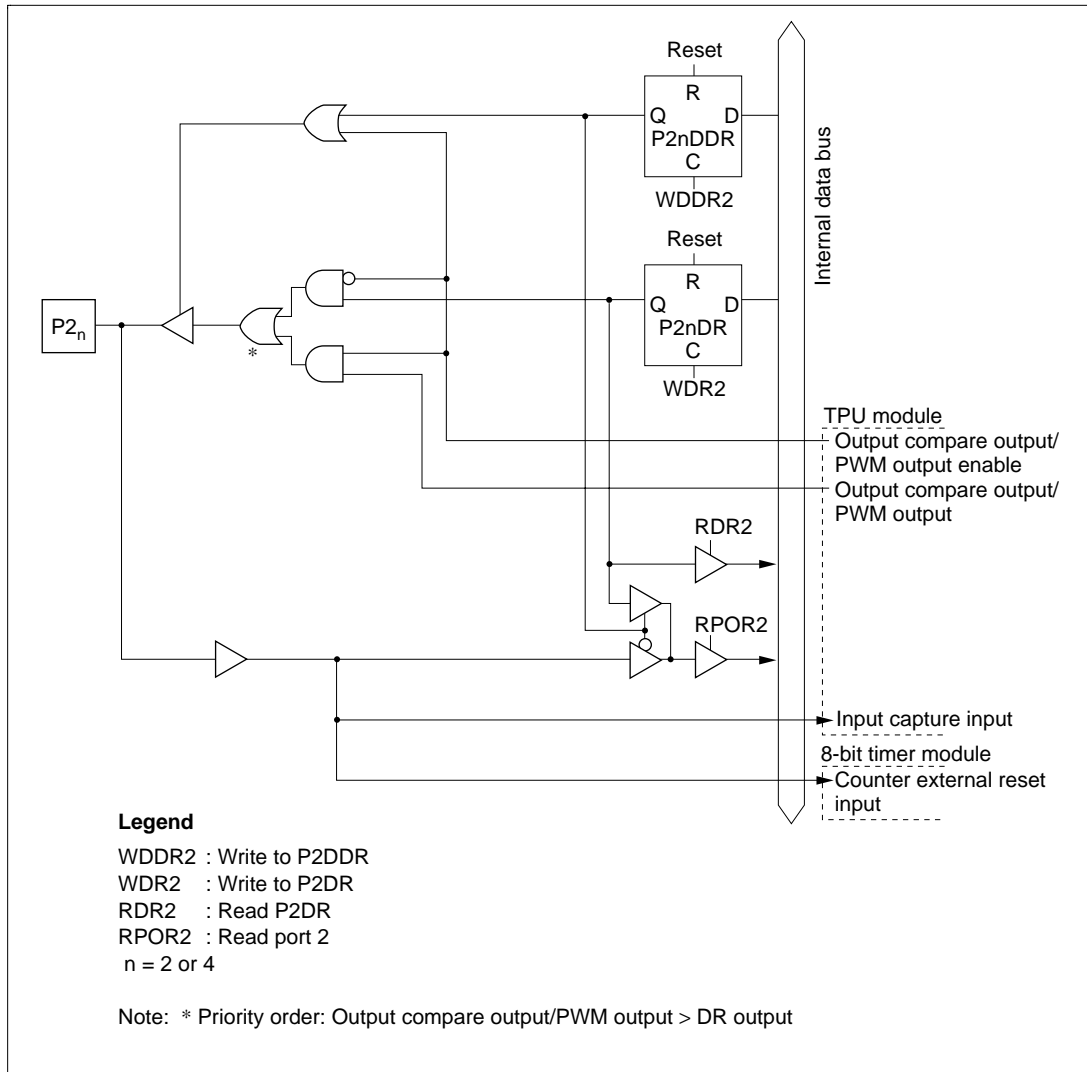 Reset
R
Q D
P2nDDR
C
WDDR2
Reset
R
Q D
P2nDR
C
WDR2
Internal data bus
P2n
*
TPU module
Output compare output/
PWM output enable
Output compare output/
PWM output
RDR2
RPOR2
Input capture input
8-bit timer module
Counter external reset
input
Legend
WDDR2 : Write to P2DDR
WDR2 : Write to P2DR
RDR2 : Read P2DR
RPOR2 : Read port 2
n = 2 or 4
Note: * Priority order: Output compare output/PWM output > DR output